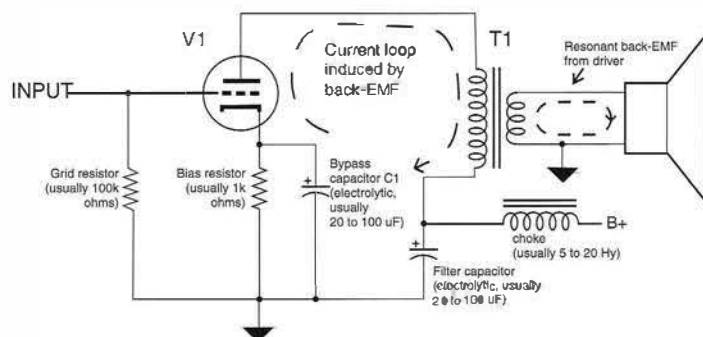 V1
T1
Current loop
induced by
back-EMF
Resonant back-EMF
from driver
INPUT
Grid resistor
(usually 100k
ohms)
Bias resistor
(usually 1k
ohms)
+
Bypass
capacitor C1
(electrolytic,
usually
20 to 100 uF)
B+
choke
(usually 5 to 20 Hy)
+
Filter capacitor
(electrolytic, usually
20 to 100 uF)